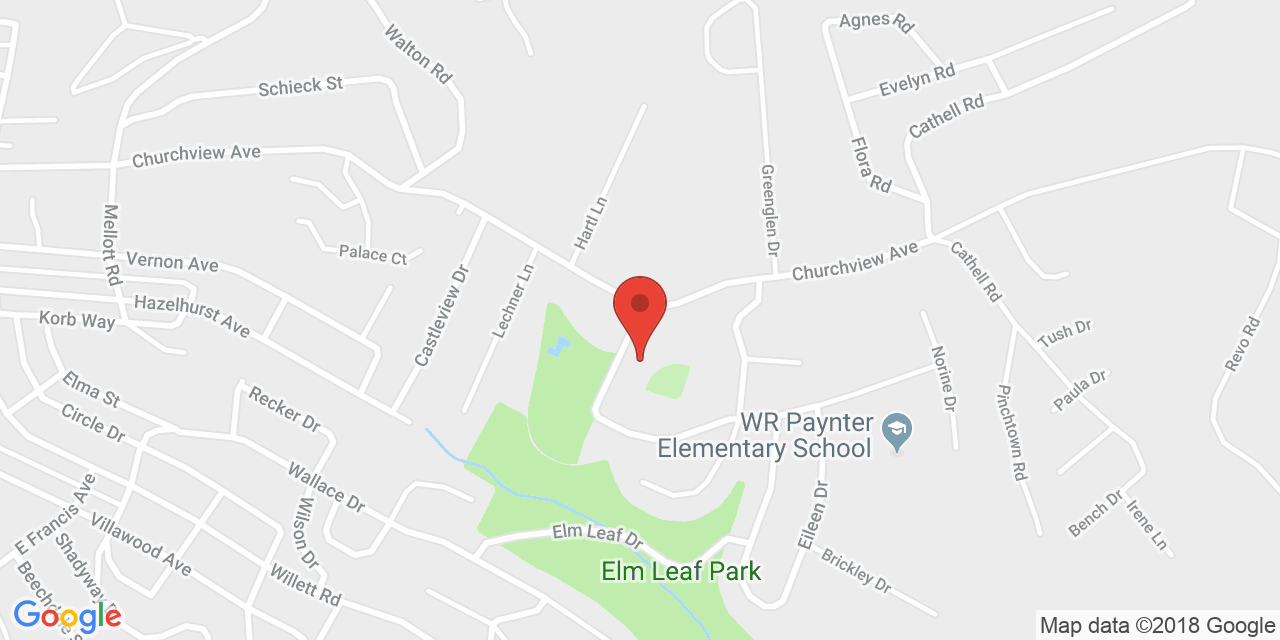 Agnes Rd
Walton Rd
Evelyn Rd
Schieck St
Cathell Rd
Churchview Ave
Flora Rd
Greenglen Dr
Hartl Ln
Mellott Rd
Palace Ct
Churchview Ave
Cathell Rd
Vernon Ave
Castleview Dr
Lechner Ln
Hazelhurst Ave
Korb Way
Tush Dr
Revo Rd
Norine Dr
Elma St
Paula Dr
Recker Dr
Circle Dr
Pinchtown Rd
WR Paynter
Elementary School
Wallace Dr
E Francis Ave
Wilson Dr
Villawood Ave
Eileen Dr
Bench Dr
Irene Ln
Elm Leaf Dr
Shadyway
Brickley Dr
Elm Leaf Park
Willett Rd
Google
Map data ©2018 Google